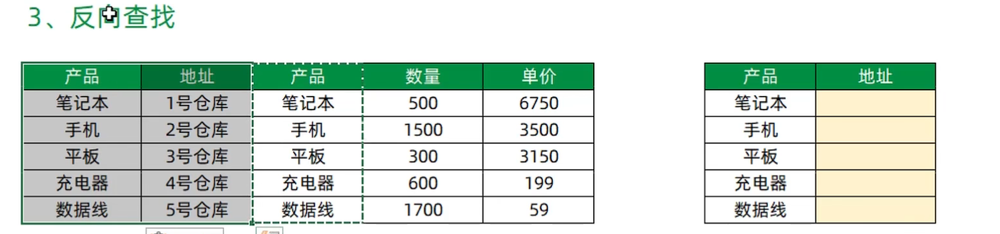 3、反向查找
产品 地址 产品 数量 单价 产品 地址
笔记本 1号仓库 笔记本 500 6750 笔记本
手机 2号仓库 手机 1500 3500 手机
平板 3号仓库 平板 300 3150 平板
充电器 4号仓库 充电器 600 199 充电器
数据线 5号仓库 数据线 1700 59 数据线